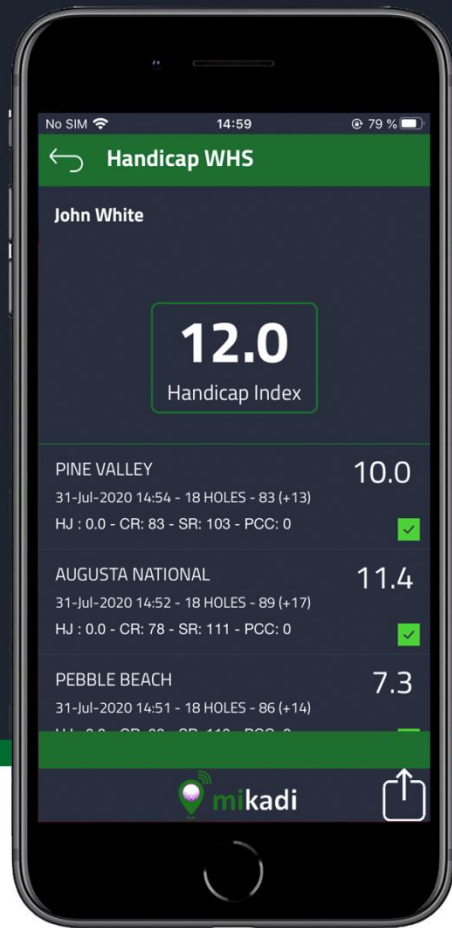 No SIM 14:59 79 %
Handicap WHS
John White
12.0
Handicap Index
PINE VALLEY 10.0
31-Jul-2020 14:54 - 18 HOLES - 83 (+13)
HJ : 0.0 - CR: 83 - SR: 103 - PCC: 0
AUGUSTA NATIONAL 11.4
31-Jul-2020 14:52 - 18 HOLES - 89 (+17)
HJ : 0.0 - CR: 78 - SR: 111 - PCC: 0
PEBBLE BEACH 7.3
31-Jul-2020 14:51 - 18 HOLES - 86 (+14)
mikadi